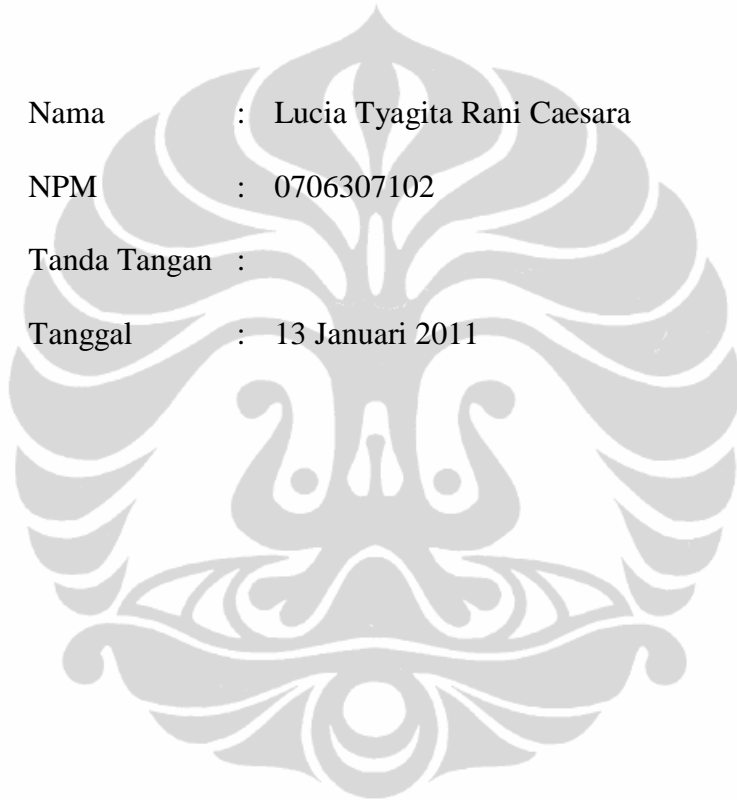 Nama : Lucia Tyagita Rani Caesara
NPM : 0706307102
Tanda Tangan :
Tanggal : 13 Januari 2011